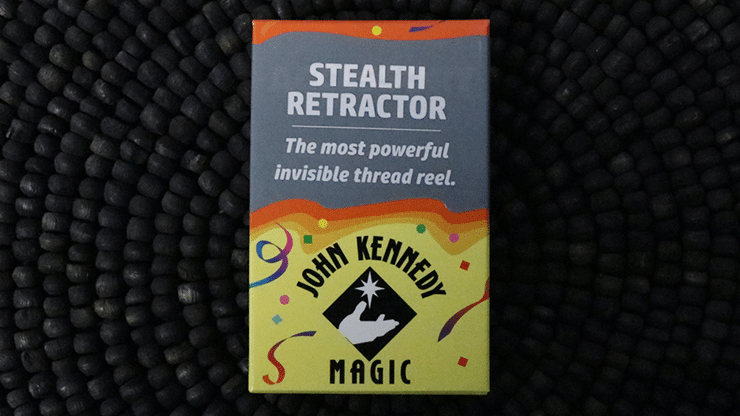 STEALTH
RETRACTOR
The most powerful
invisible thread reel.
JOHN KENNEDY
MAGIC